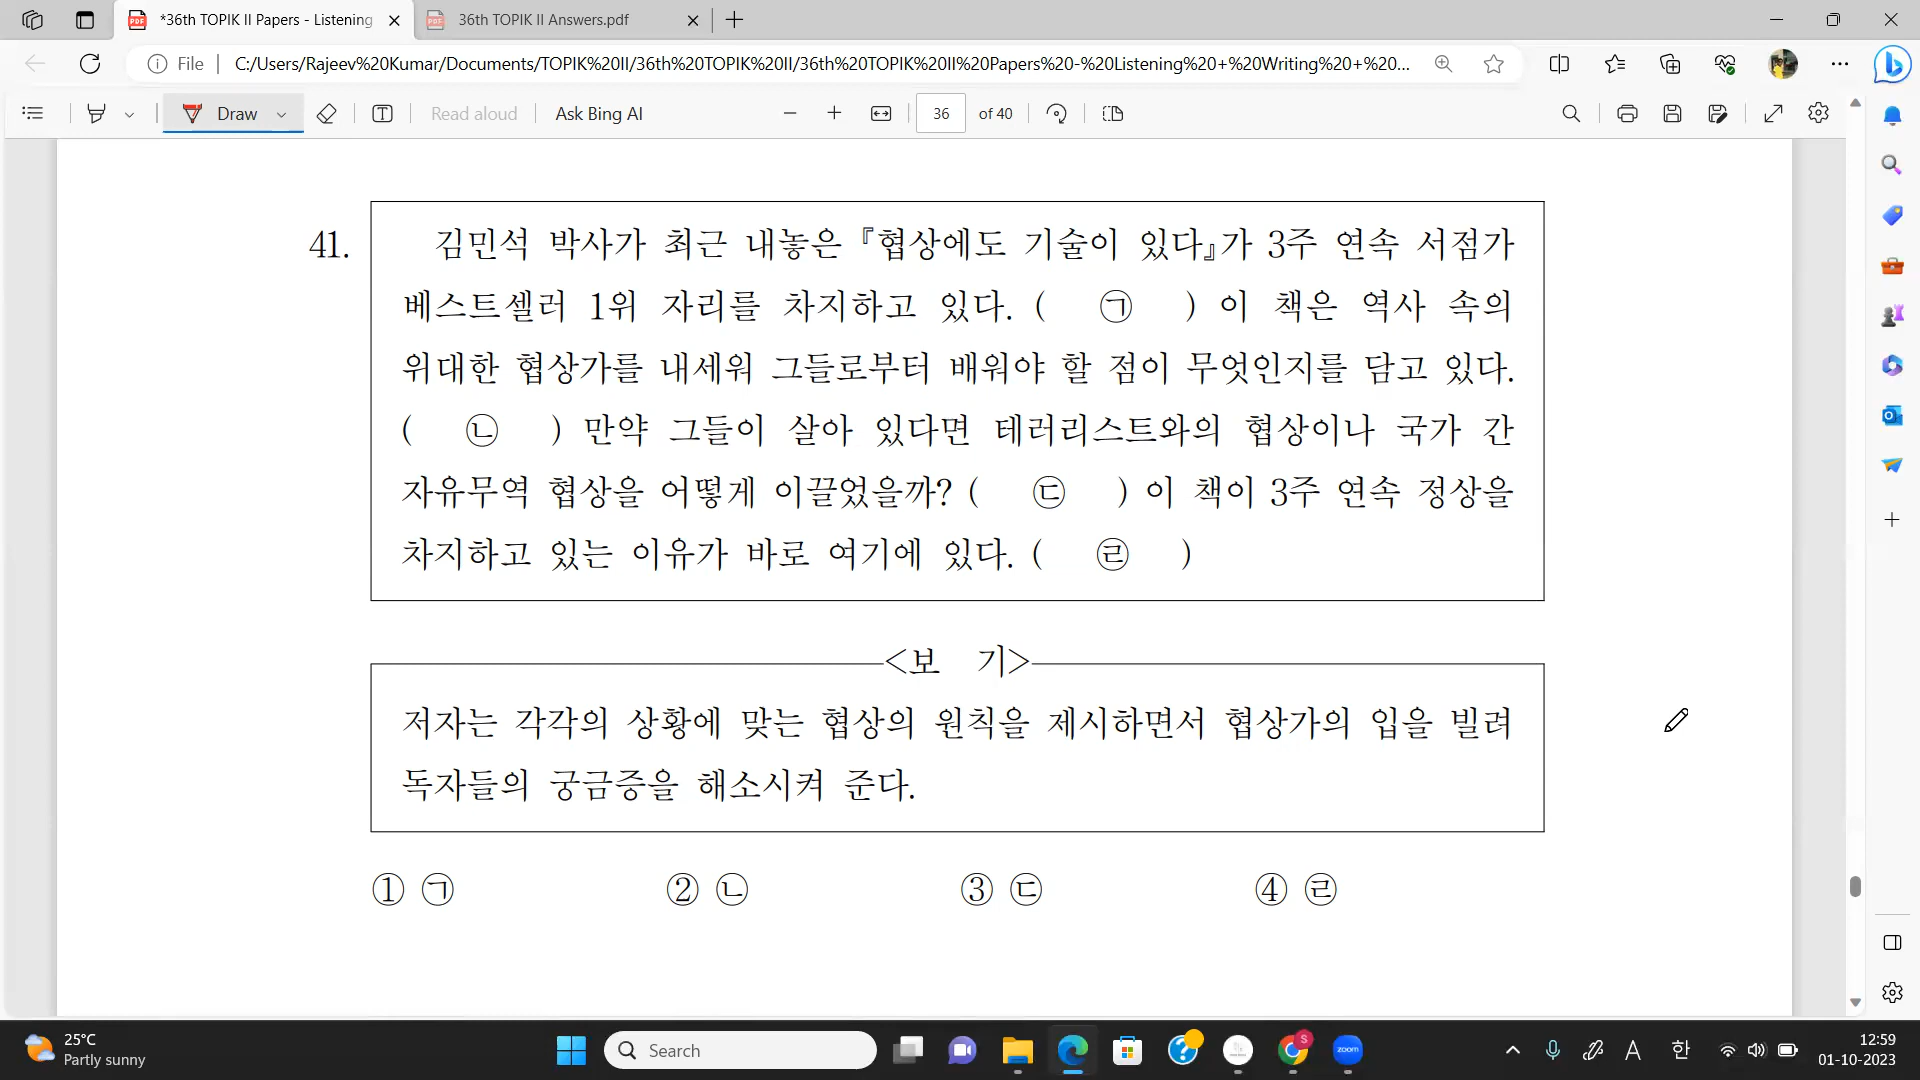 *36th TOPIK II Papers - Listening
36th TOPIK II Answers.pdf
File
C:/Users/Rajeev%20Kumar/Documents/TOPIK%20II/36th%20TOPIK%20II/36th%20TOPIK%20II%20Papers%20-%20Listening%20+%20Writing%20+%20...
Draw
Read aloud
Ask Bing AI
36 of 40
41. 김민석 박사가 최근 내놓은『협상에도 기술이 있다』가 3주 연속 서점가
베스트셀러 1위 자리를 차지하고 있다. ( ㉠ ) 이 책은 역사 속의
위대한 협상가를 내세워 그들로부터 배워야 할 점이 무엇인지를 담고 있다.
( ㉡ ) 만약 그들이 살아 있다면 테러리스트와의 협상이나 국가 간
자유무역 협상을 어떻게 이끌었을까? ( ㉢ ) 이 책이 3주 연속 정상을
차지하고 있는 이유가 바로 여기에 있다. ( ㉣ )
<보 기>
저자는 각각의 상황에 맞는 협상의 원칙을 제시하면서 협상가의 입을 빌려
독자들의 궁금증을 해소시켜 준다.
① ㉠ ② ㉡ ③ ㉢ ④ ㉣
25°C
Partly sunny
Search
zoom
S
A
한
12:59
01-10-2023